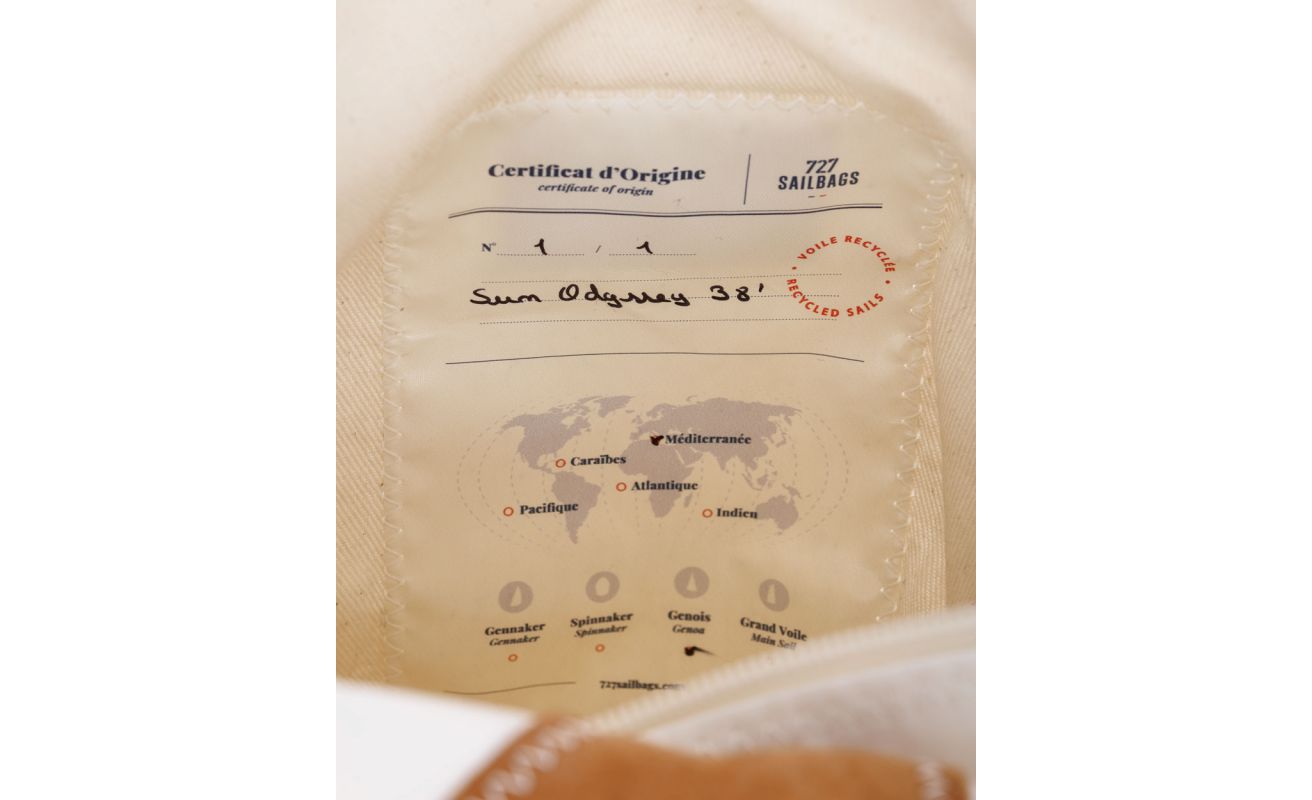 Certificat d'Origine
certificate of origin
727
SAILBAGS
N° 1 / 1
VOILE RECYCLÉE • RECYCLED SAILS •
Sun Odyssey 38'
Méditerranée
Caraïbes
Atlantique
Pacifique
Indien
Gennaker
Gennaker
Spinnaker
Spinnaker
Genois
Genoa
Grand Voile
Main Sail
727sailbags.com